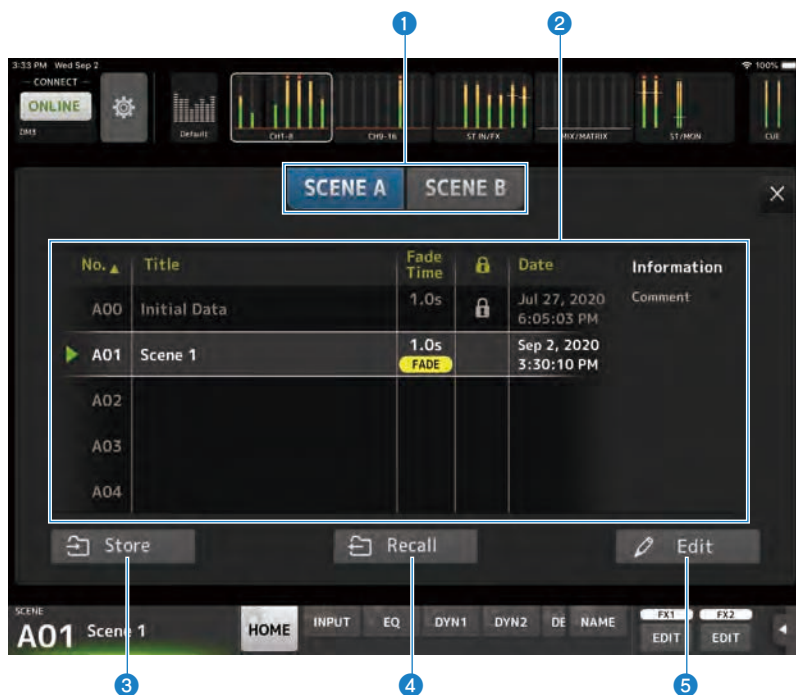 1
2
3:33 PM Wed Sep 2
100%
CONNECT
ONLINE
DM3
Default
CH1-8
CH9-16
ST IN/FX
MIX/MATRIX
ST/MON
CUE
SCENE A
SCENE B
No. Title Fade Time Date Information
A00 Initial Data 1.0s Jul 27, 2020 6:05:03 PM Comment
A01 Scene 1 1.0s FADE Sep 2, 2020 3:30:10 PM
A02
A03
A04
Store
Recall
Edit
SCENE
A01 Scene 1
HOME
INPUT
EQ
DYN1
DYN2
DE
NAME
FX1
EDIT
FX2
EDIT
3
4
5